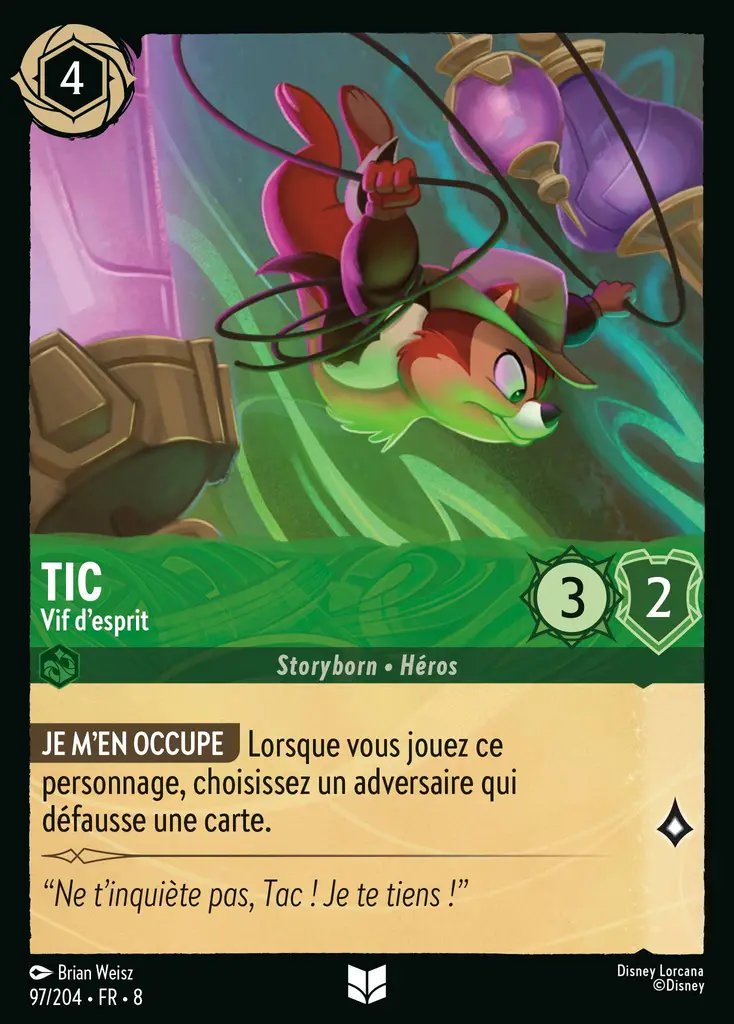 4
TIC
Vif d'esprit
3
2
Storyborn • Héros
JE M'EN OCCUPE Lorsque vous jouez ce
personnage, choisissez un adversaire qui
défausse une carte.
“Ne t'inquiète pas, Tac ! Je te tiens !”
Brian Weisz
97/204 • FR • 8
Disney Lorcana
©Disney